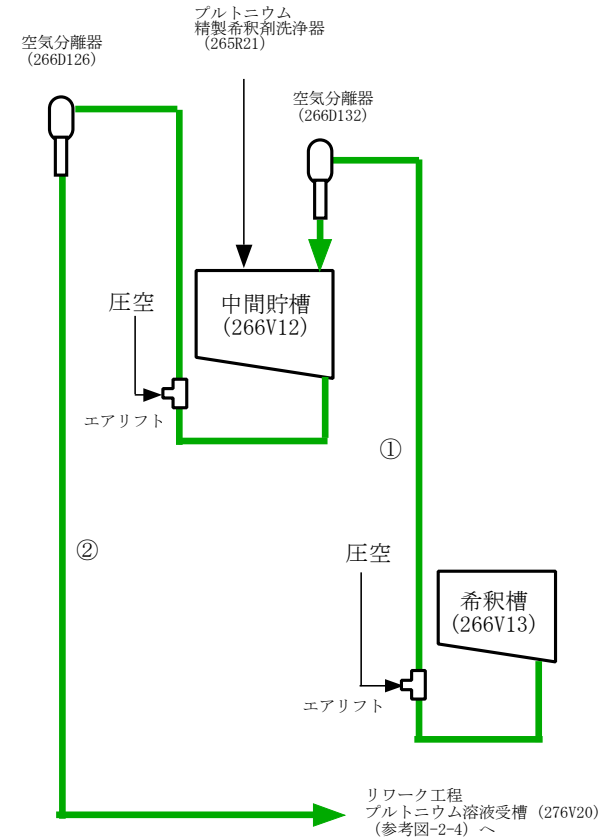 プルトニウム
精製希釈剤洗浄器
（265R21）
空気分離器
（266D126）
空気分離器
（266D132）
中間貯槽
（266V12）
圧空
エアリフト
①
②
圧空
希釈槽
（266V13）
エアリフト
リワーク工程
プルトニウム溶液受槽（276V20）
（参考図-2-4）へ